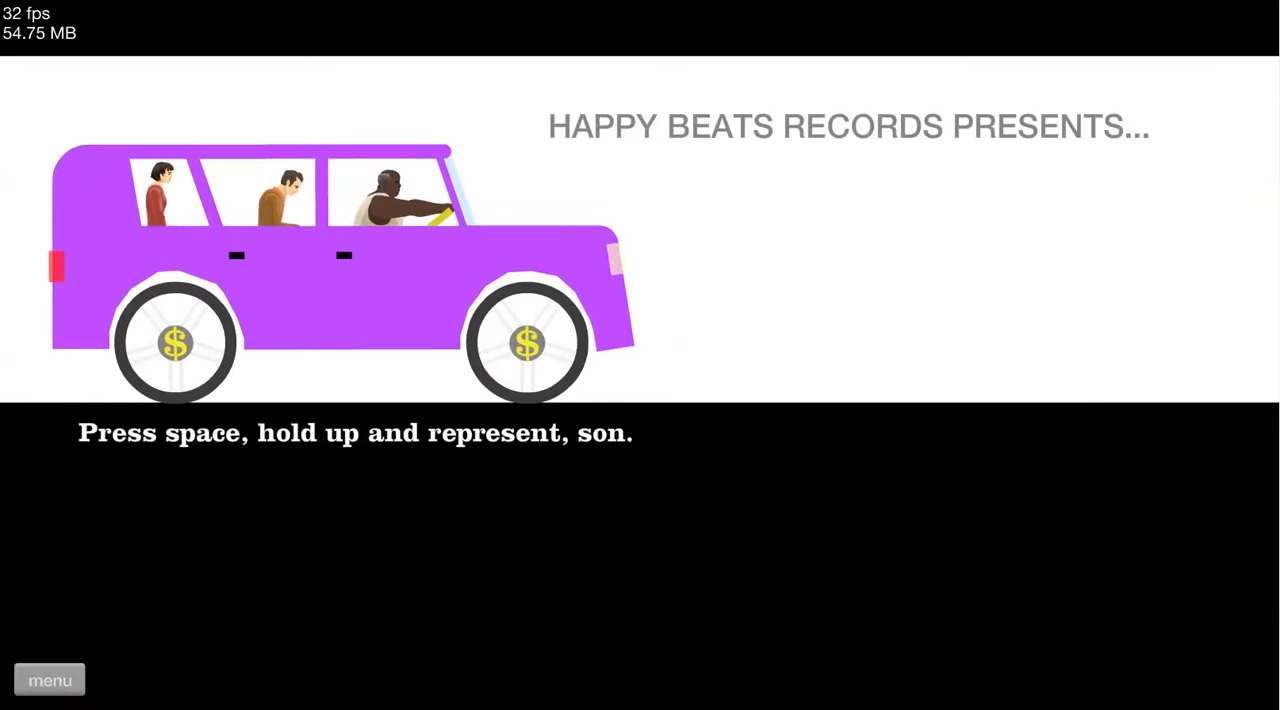 32 fps
54.75 MB
HAPPY BEATS RECORDS PRESENTS...
$ $
Press space, hold up and represent, son.
menu